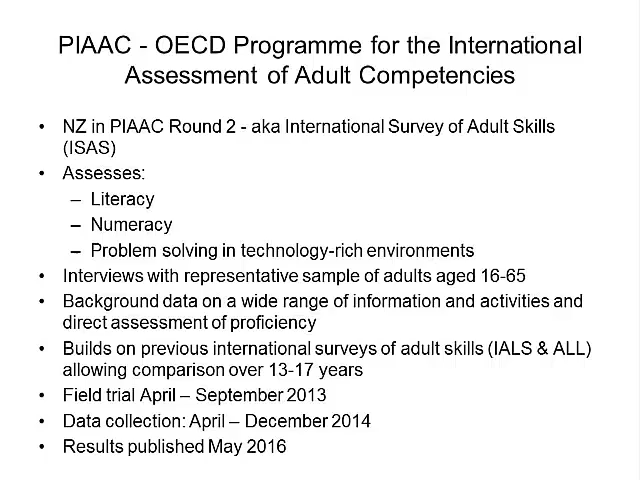 PIAAC - OECD Programme for the International
Assessment of Adult Competencies
• NZ in PIAAC Round 2 - aka International Survey of Adult Skills
(ISAS)
• Assesses:
– Literacy
– Numeracy
– Problem solving in technology-rich environments
• Interviews with representative sample of adults aged 16-65
• Background data on a wide range of information and activities and
direct assessment of proficiency
• Builds on previous international surveys of adult skills (IALS & ALL)
allowing comparison over 13-17 years
• Field trial April – September 2013
• Data collection: April – December 2014
• Results published May 2016